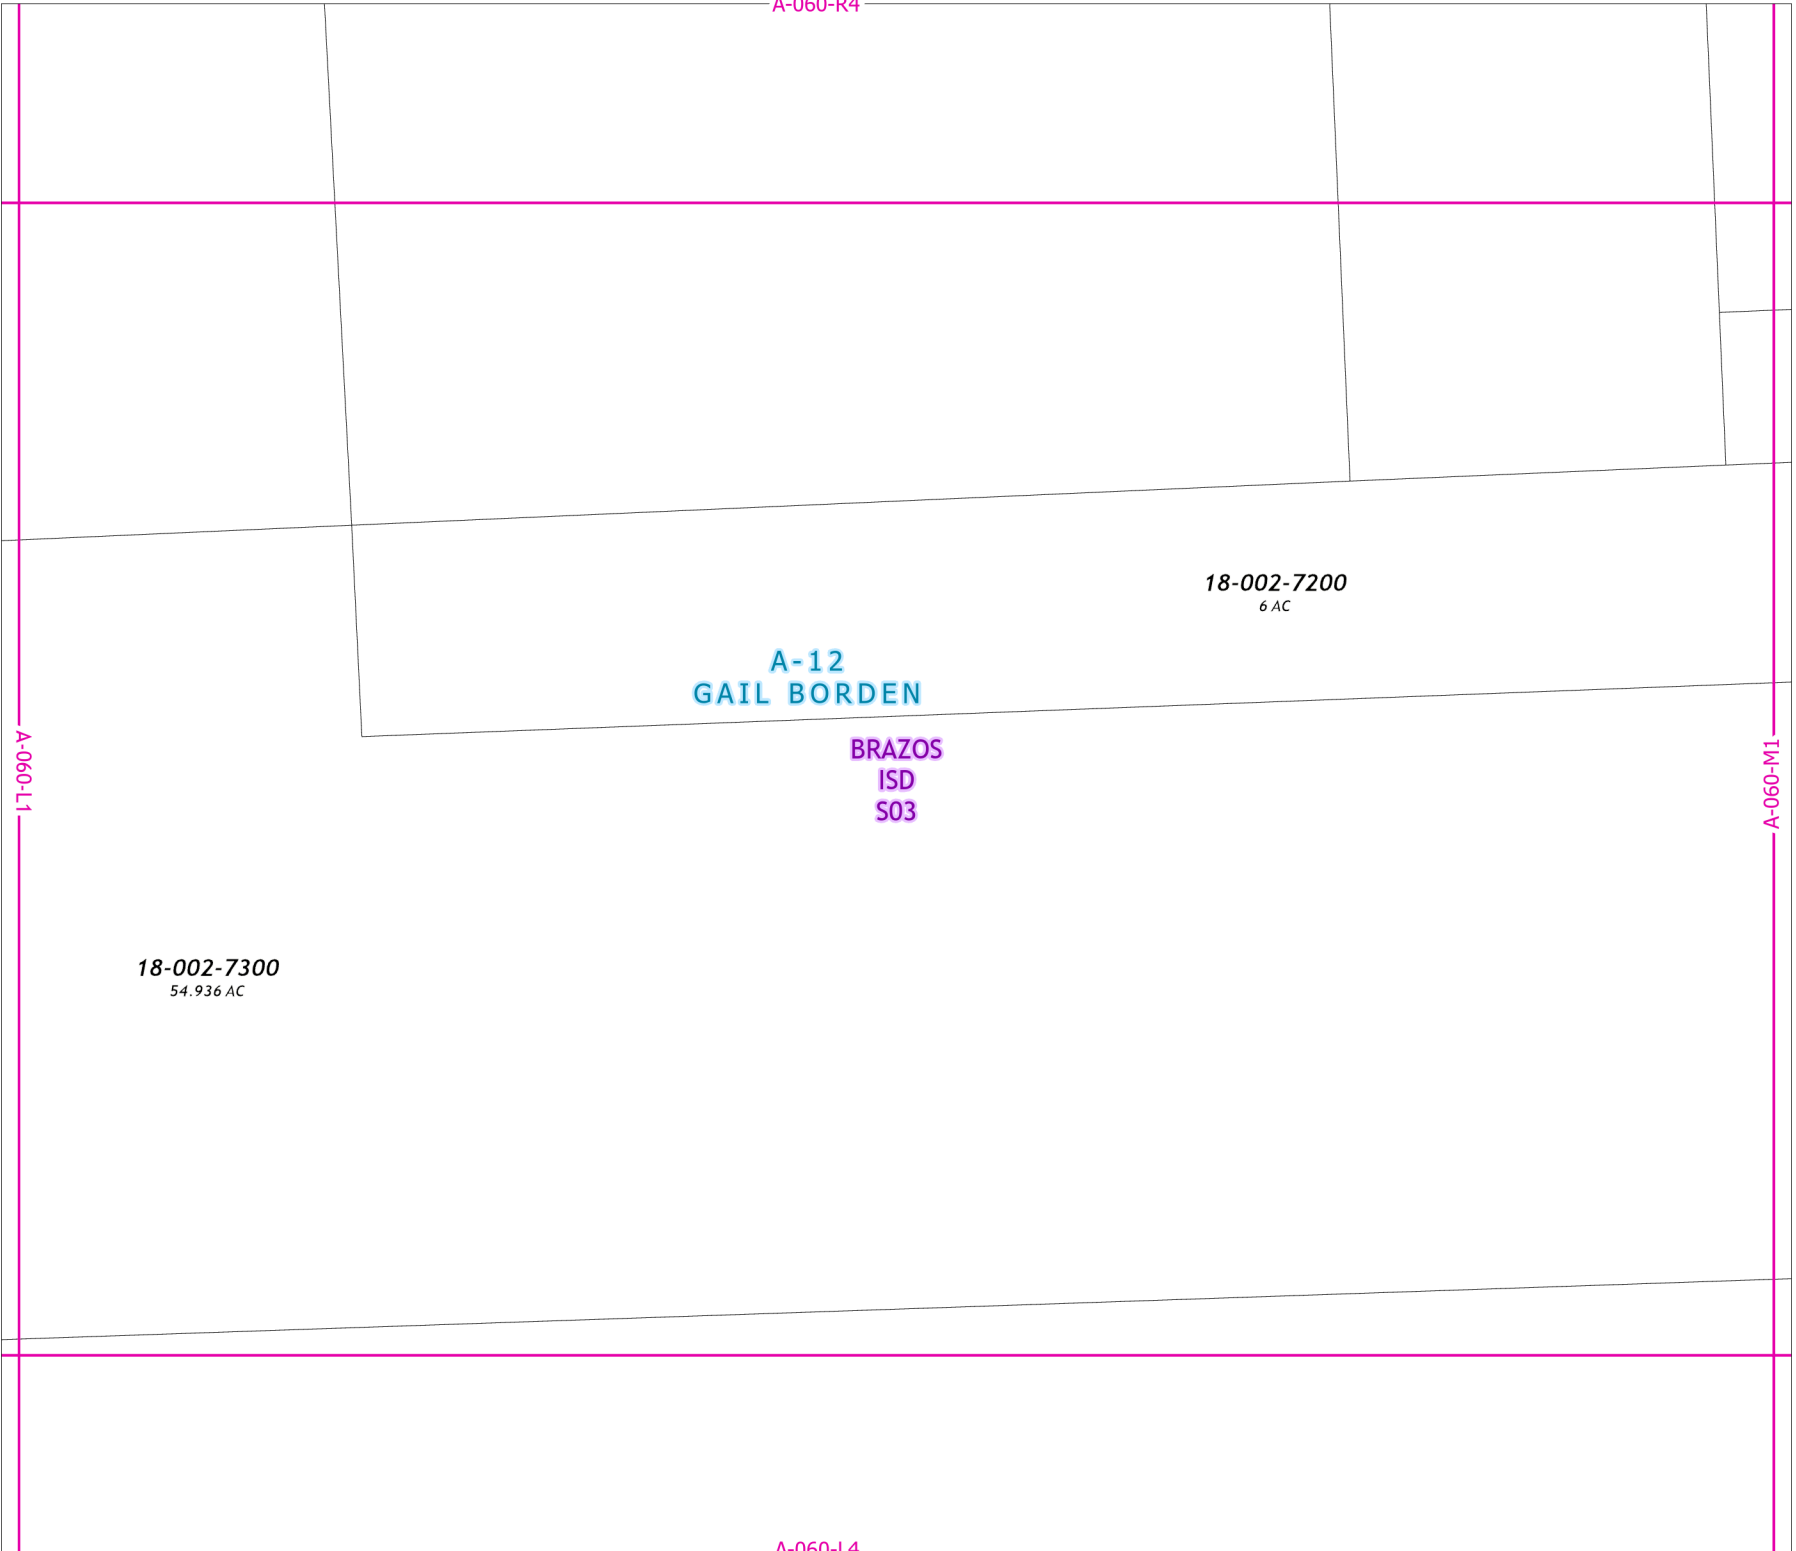 A-060-R4
18-002-7200
6 AC
A-12
GAIL BORDEN
BRAZOS
ISD
S03
A-060-L1
A-060-M1
18-002-7300
54.936 AC
A-060-L4